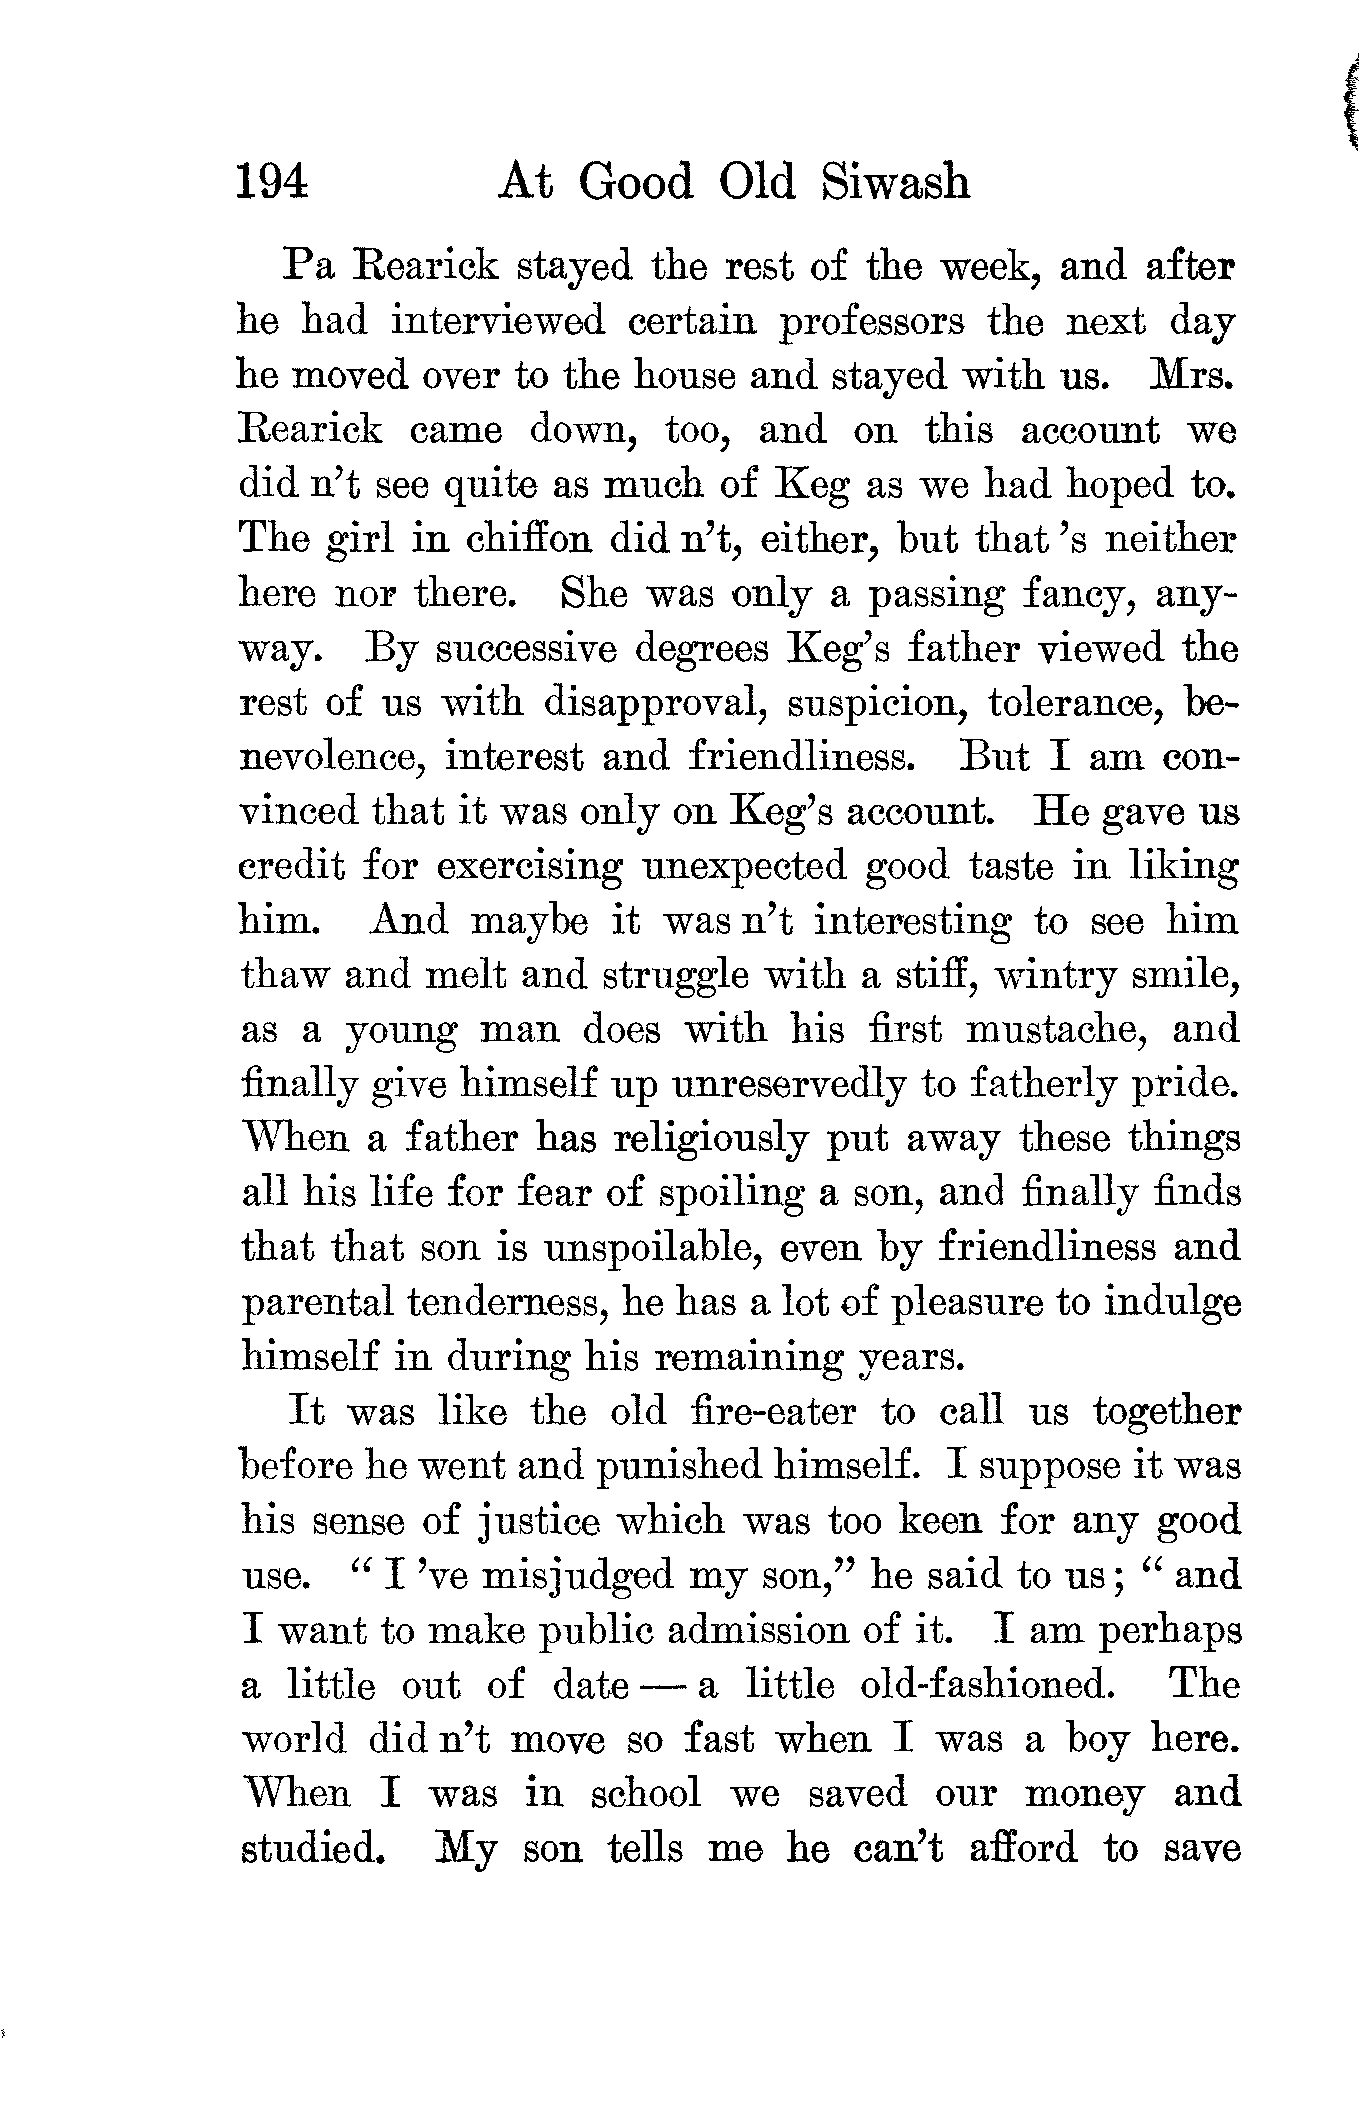 194 At Good Old Siwash
Pa Rearick stayed the rest of the week, and after
he had interviewed certain professors the next day
he moved over to the house and stayed with us. Mrs.
Rearick came down, too, and on this account we
did n't see quite as much of Keg as we had hoped to.
The girl in chiffon did n't, either, but that 's neither
here nor there. She was only a passing fancy, any-
way. By successive degrees Keg's father viewed the
rest of us with disapproval, suspicion, tolerance, be-
nevolence, interest and friendliness. But I am con-
vinced that it was only on Keg's account. He gave us
credit for exercising unexpected good taste in liking
him. And maybe it was n't interesting to see him
thaw and melt and struggle with a stiff, wintry smile,
as a young man does with his first mustache, and
finally give himself up unreservedly to fatherly pride.
When a father has religiously put away these things
all his life for fear of spoiling a son, and finally finds
that that son is unspoilable, even by friendliness and
parental tenderness, he has a lot of pleasure to indulge
himself in during his remaining years.
It was like the old fire-eater to call us together
before he went and punished himself. I suppose it was
his sense of justice which was too keen for any good
use. " I 've misjudged my son," he said to us; " and
I want to make public admission of it. I am perhaps
a little out of date — a little old-fashioned. The
world did n't move so fast when I was a boy here.
When I was in school we saved our money and
studied. My son tells me he can't afford to save